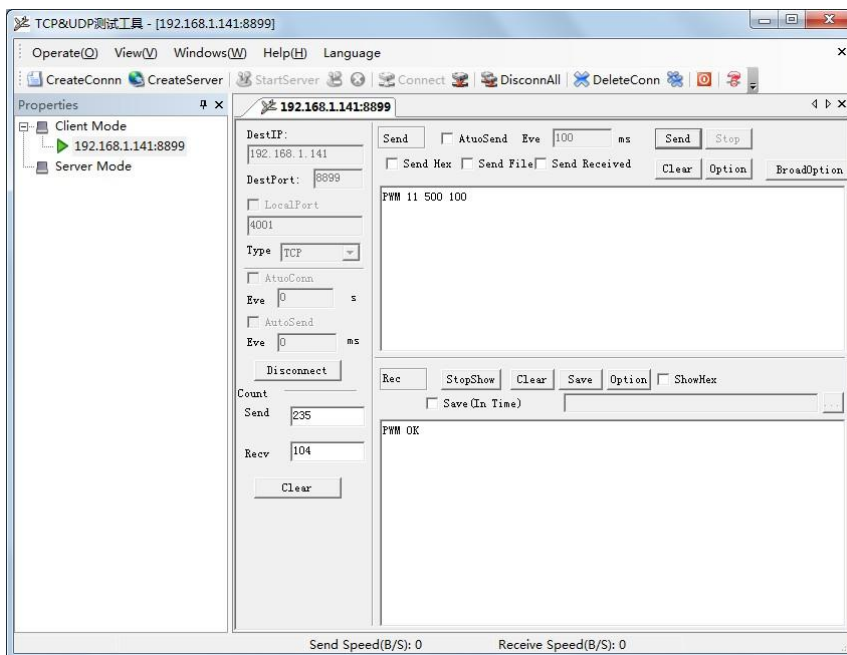 TCP&UDP测试工具 - [192.168.1.141:8899]
Operate(O) View(V) Windows(W) Help(H) Language
CreateConnn CreateServer StartServer Connect DisconnAll DeleteConn
Properties
Client Mode
192.168.1.141:8899
Server Mode
192.168.1.141:8899
DestIP:
192.168.1.141
DestPort: 8899
LocalPort
4001
Type TCP
AtuoConn
Eve 0 s
AutoSend
Eve 0 ms
Disconnect
Count
Send 235
Recv 104
Clear
Send AtuoSend Eve 100 ms Send Stop
Send Hex Send File Send Received Clear Option BroadOption
PWM 11 500 100
Rec StopShow Clear Save Option ShowHex
Save(In Time) ...
PWM OK
Send Speed(B/S): 0 Receive Speed(B/S): 0